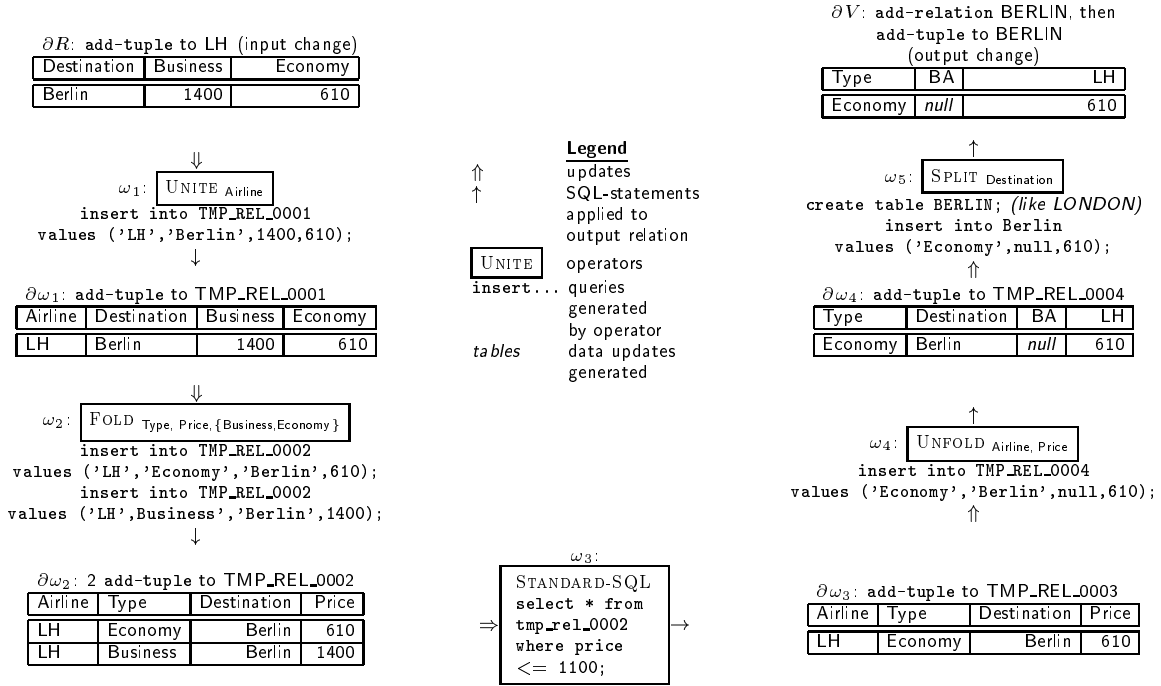 ∂R: add-tuple to LH (input change)
Destination Business Economy
Berlin 1400 610
⇓
ω1: UNITE Airline
insert into TMP_REL_0001
values ('LH','Berlin',1400,610);
↓
∂ω1: add-tuple to TMP_REL_0001
Airline Destination Business Economy
LH Berlin 1400 610
⇓
ω2: FOLD Type, Price, {Business,Economy}
insert into TMP_REL_0002
values ('LH','Economy','Berlin',610);
insert into TMP_REL_0002
values ('LH',Business','Berlin',1400);
↓
∂ω2: 2 add-tuple to TMP_REL_0002
Airline Type Destination Price
LH Economy Berlin 610
LH Business Berlin 1400
Legend
⇑ updates
↑ SQL-statements
applied to
output relation
UNITE operators
insert... queries
generated
by operator
tables data updates
generated
ω3:
STANDARD-SQL
select * from
⇒ tmp_rel_0002 →
where price
<= 1100;
∂V: add-relation BERLIN, then
add-tuple to BERLIN
(output change)
Type BA LH
Economy null 610
↑
ω5: SPLIT Destination
create table BERLIN; (like LONDON)
insert into Berlin
values ('Economy',null,610);
⇑
∂ω4: add-tuple to TMP_REL_0004
Type Destination BA LH
Economy Berlin null 610
↑
ω4: UNFOLD Airline, Price
insert into TMP_REL_0004
values ('Economy','Berlin',null,610);
⇑
∂ω3: add-tuple to TMP_REL_0003
Airline Type Destination Price
LH Economy Berlin 610